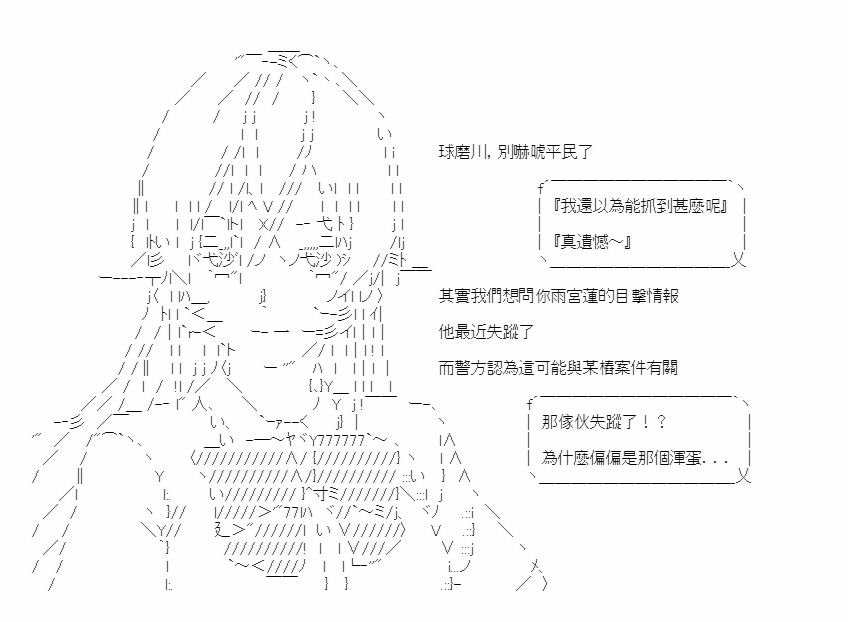 球磨川，別嚇唬平民了
『我還以為能抓到甚麼呢』
『真遺憾～』
其實我們想問你雨宮蓮的目擊情報
他最近失蹤了
而警方認為這可能與某樁案件有關
那傢伙失蹤了！？
為什麼偏偏是那個渾蛋...